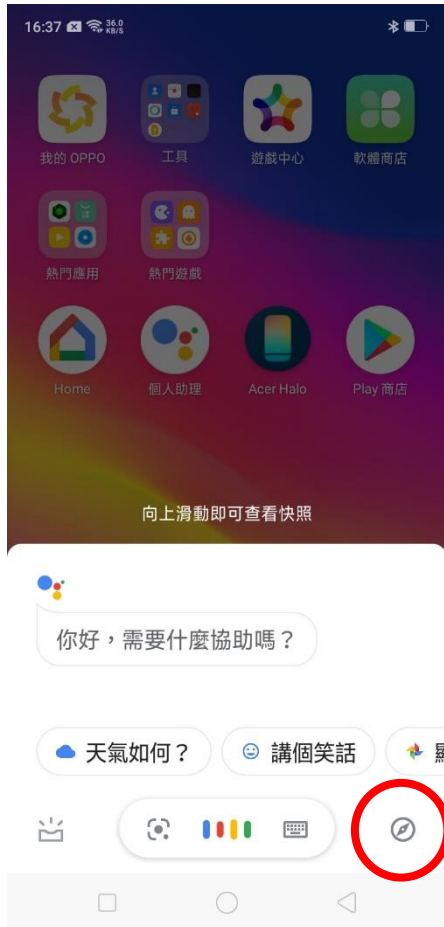 16:37 36.0 KB/S
我的 OPPO 工具 遊戲中心 軟體商店
熱門應用 熱門遊戲
Home 個人助理 Acer Halo Play 商店
向上滑動即可查看快照
你好，需要什麼協助嗎？
天氣如何？ 講個笑話